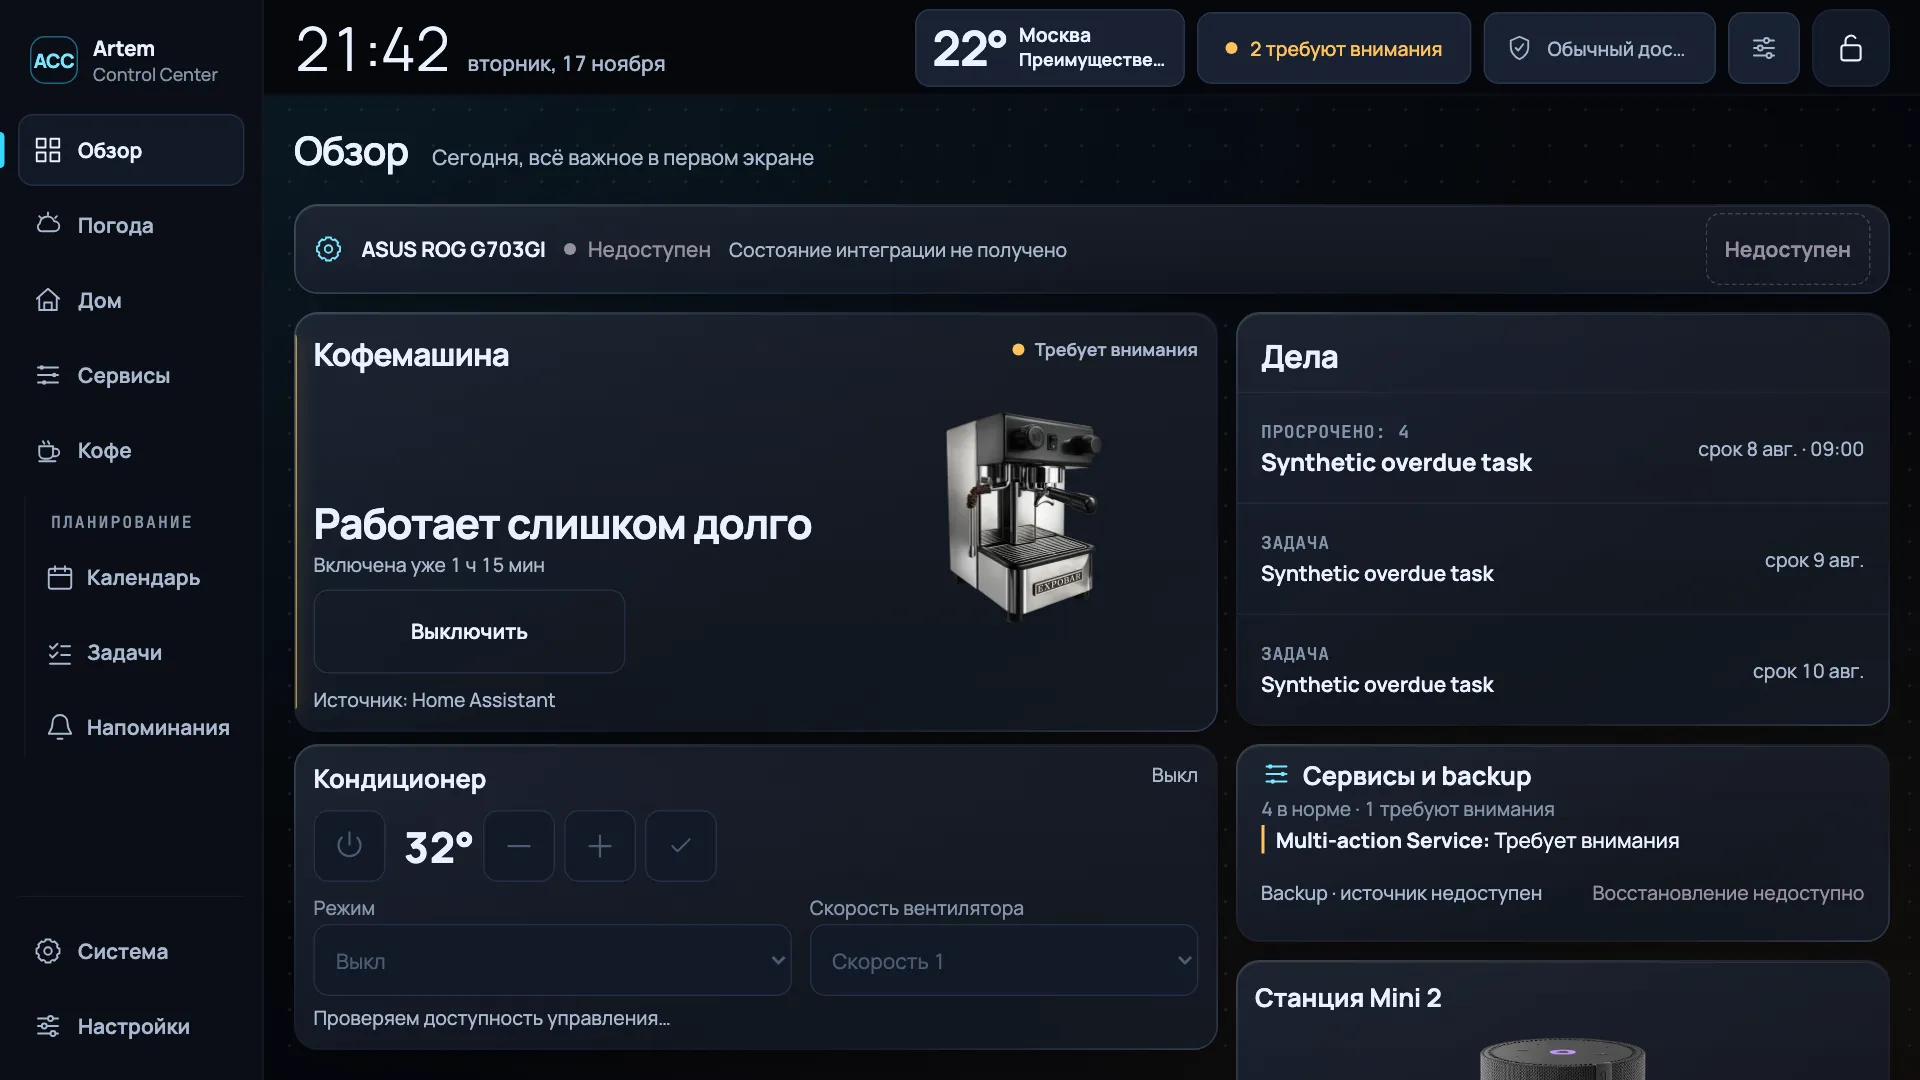 ACC
Artem
Control Center
Обзор
Погода
Дом
Сервисы
Кофе
ПЛАНИРОВАНИЕ
Календарь
Задачи
Напоминания
Система
Настройки
21:42 вторник, 17 ноября
22° Москва
Преимуществе…
2 требуют внимания
Обычный дос…
Обзор Сегодня, всё важное в первом экране
ASUS ROG G703GI Недоступен Состояние интеграции не получено Недоступен
Кофемашина Требует внимания
Работает слишком долго
Включена уже 1 ч 15 мин
Выключить
Источник: Home Assistant
EXPOBAR
Кондиционер Выкл
32°
Режим Скорость вентилятора
Выкл Скорость 1
Проверяем доступность управления…
Дела
ПРОСРОЧЕНО: 4
Synthetic overdue task срок 8 авг. · 09:00
ЗАДАЧА
Synthetic overdue task срок 9 авг.
ЗАДАЧА
Synthetic overdue task срок 10 авг.
Сервисы и backup
4 в норме · 1 требуют внимания
Multi-action Service: Требует внимания
Backup · источник недоступен Восстановление недоступно
Станция Mini 2